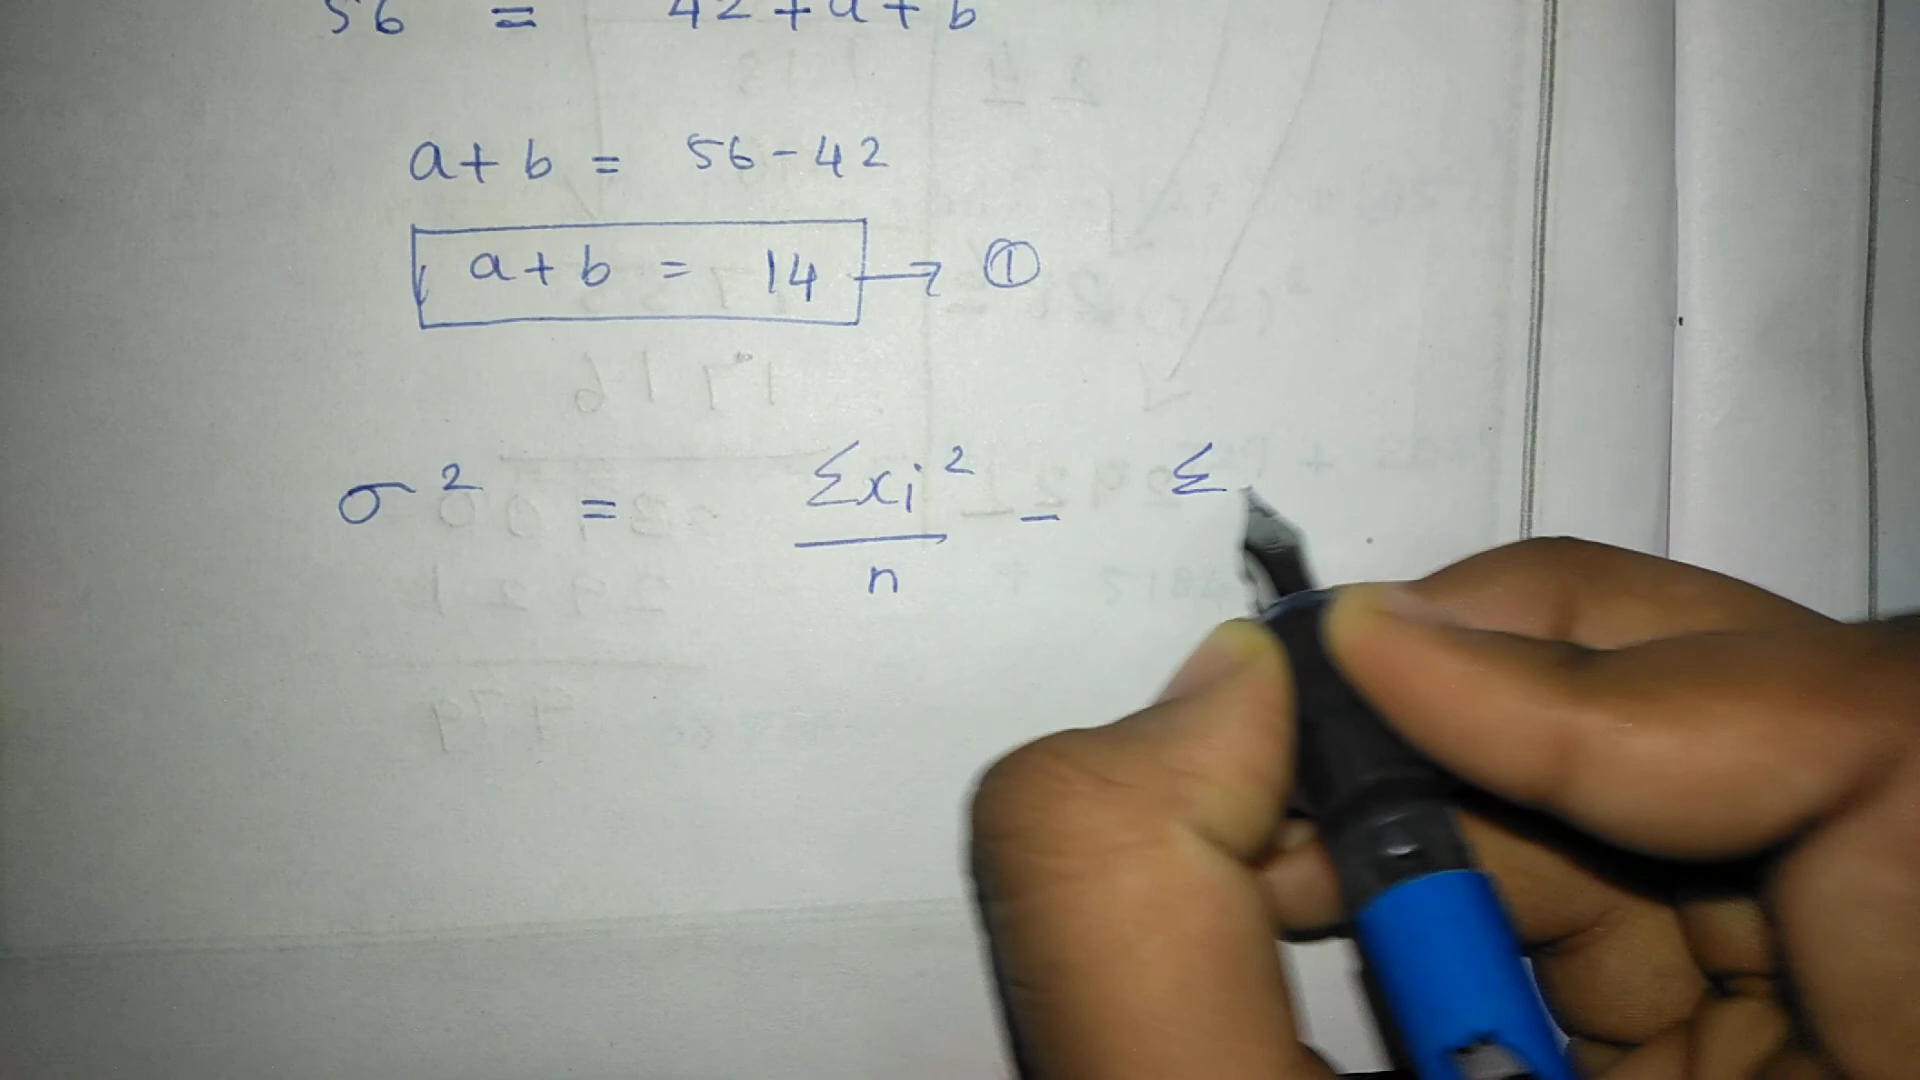 56 = 42 + a + b
a + b = 56 - 42
a + b = 14 → ①
σ² = Σxi²/n - Σ